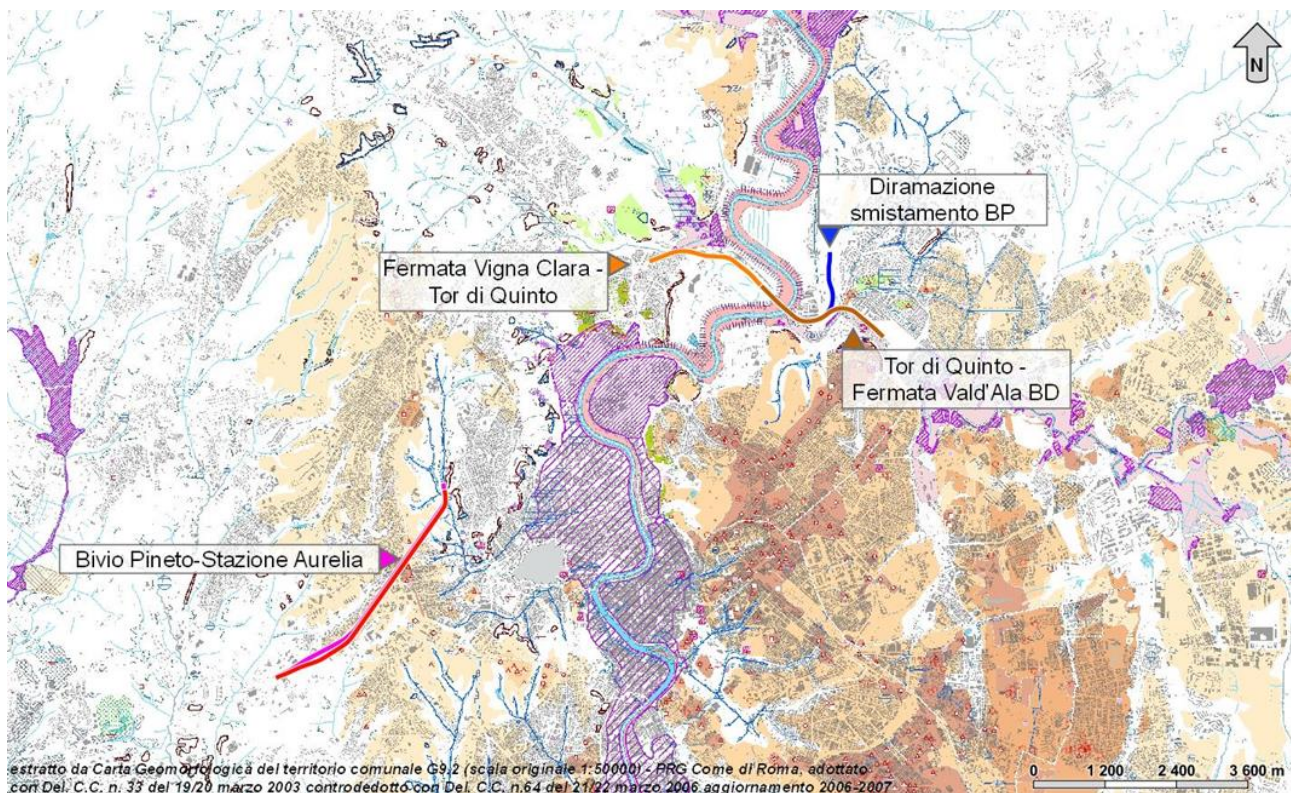 N
Diramazione
smistamento BP
Fermata Vigna Clara -
Tor di Quinto
Tor di Quinto -
Fermata Vald'Ala BD
Bivio Pineto-Stazione Aurelia
estratto da Carta Geomorfologica del territorio comunale G9.2 (scala originale 1:50000) - PRG Come di Roma, adottato
con Del. C.C. n. 33 del 19/20 marzo 2003 controdedotto con Del. C.C. n.64 del 21/22 marzo 2006 aggiornamento 2006-2007
0 1 200 2 400 3 600 m